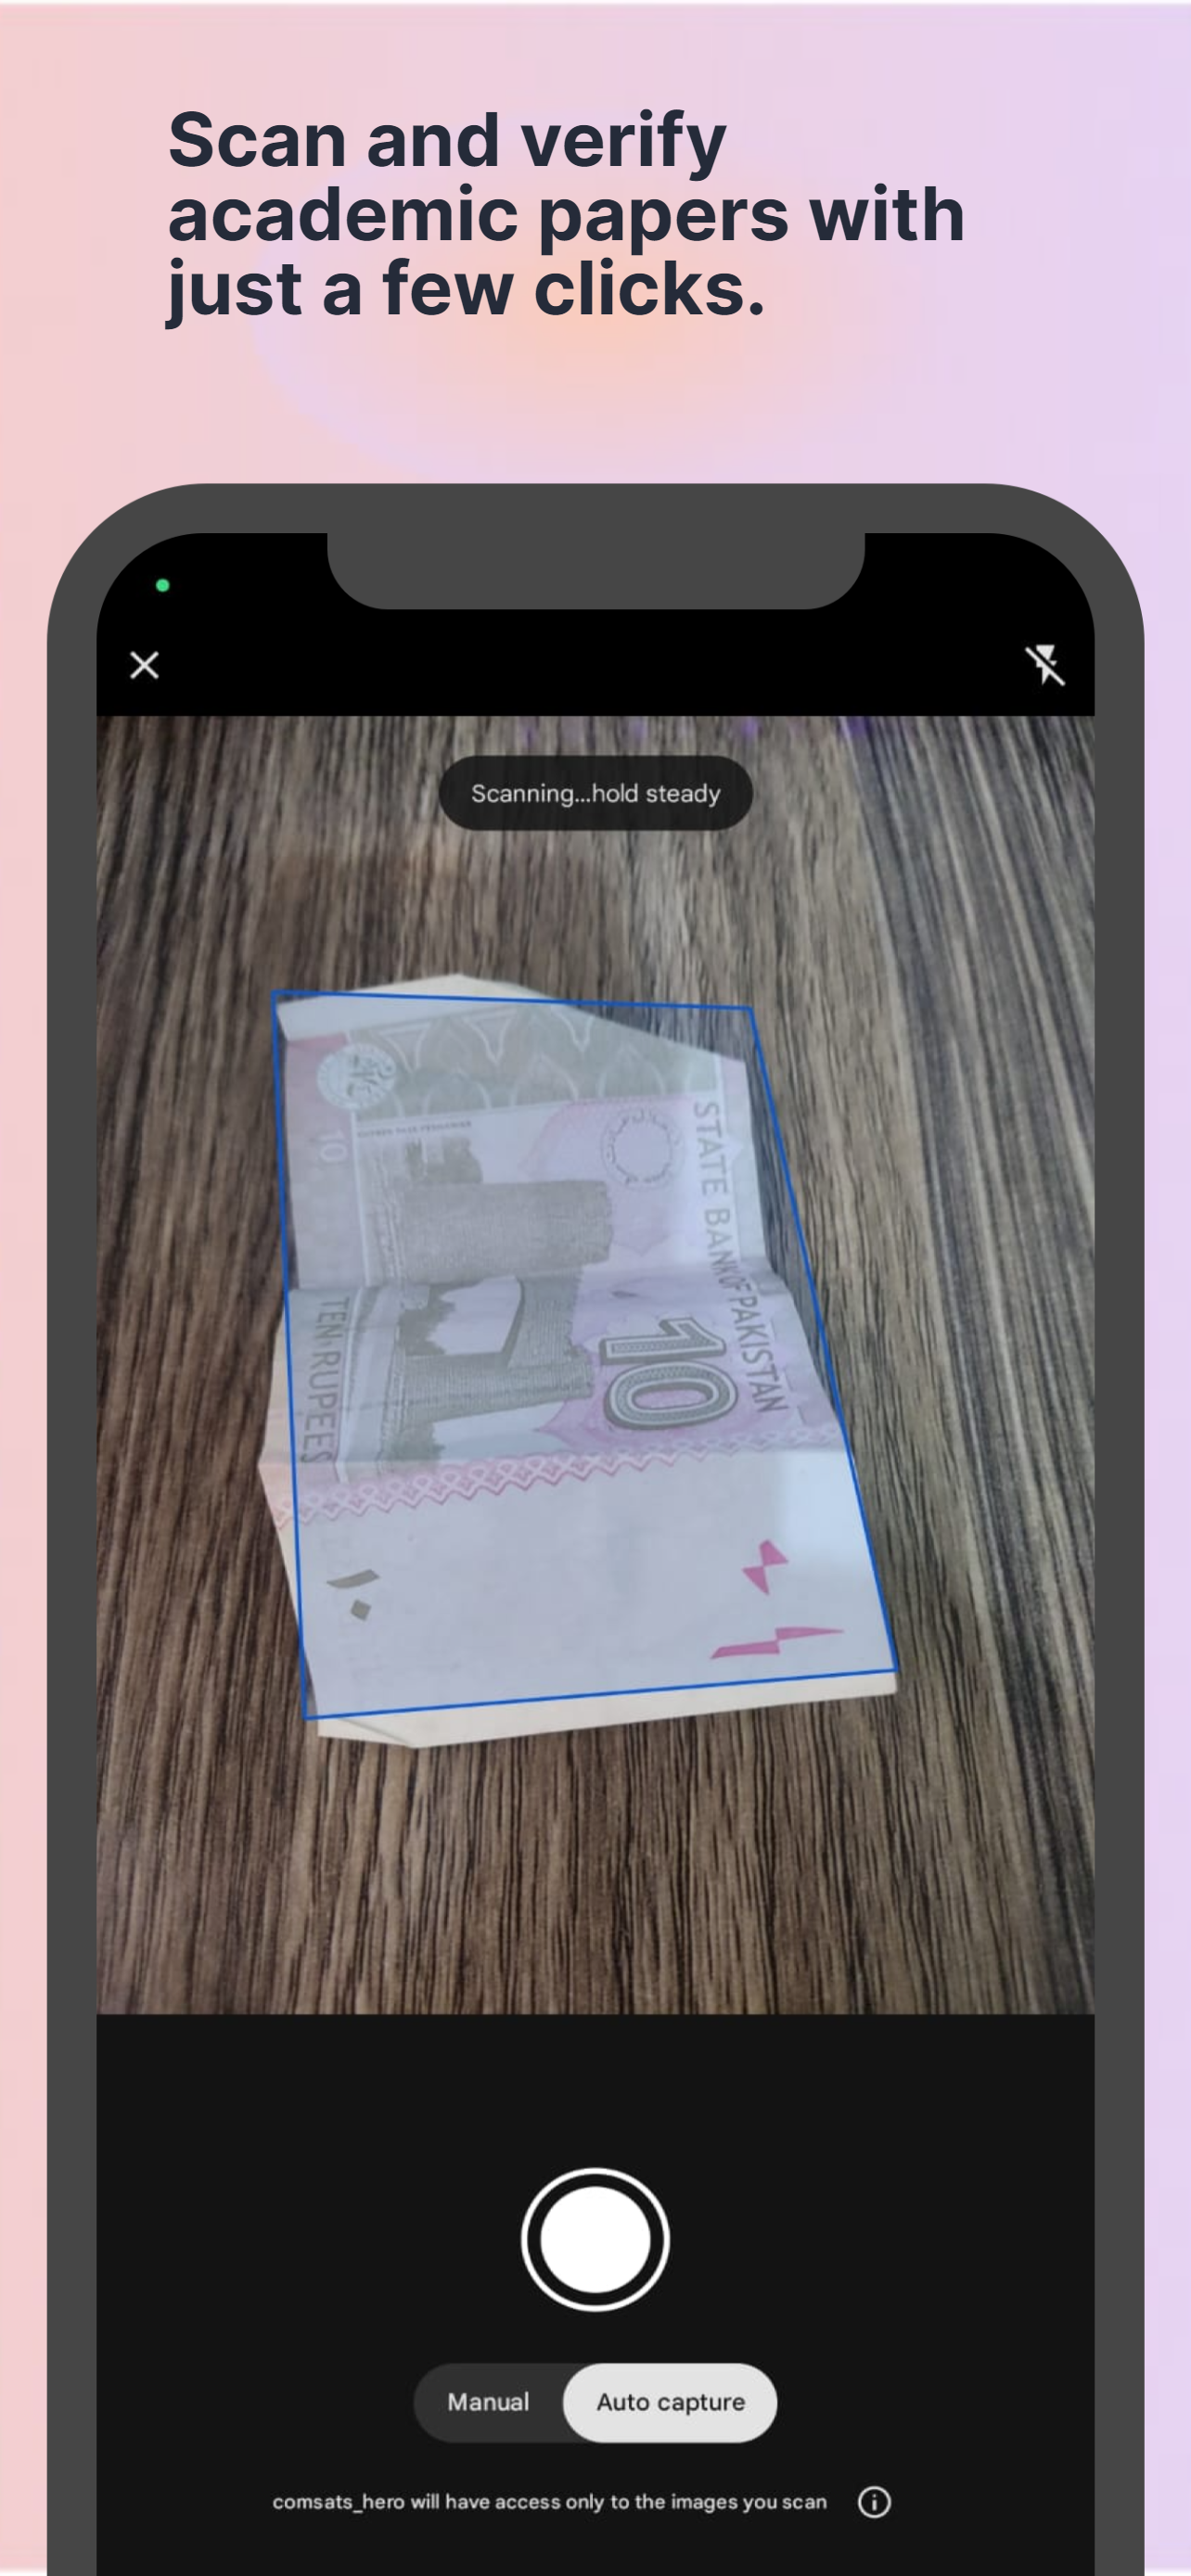 Scan and verify
academic papers with
just a few clicks.
Scanning...hold steady
STATE BANK OF PAKISTAN
10
10
TEN RUPEES
۱۰
Manual
Auto capture
comsats_hero will have access only to the images you scan